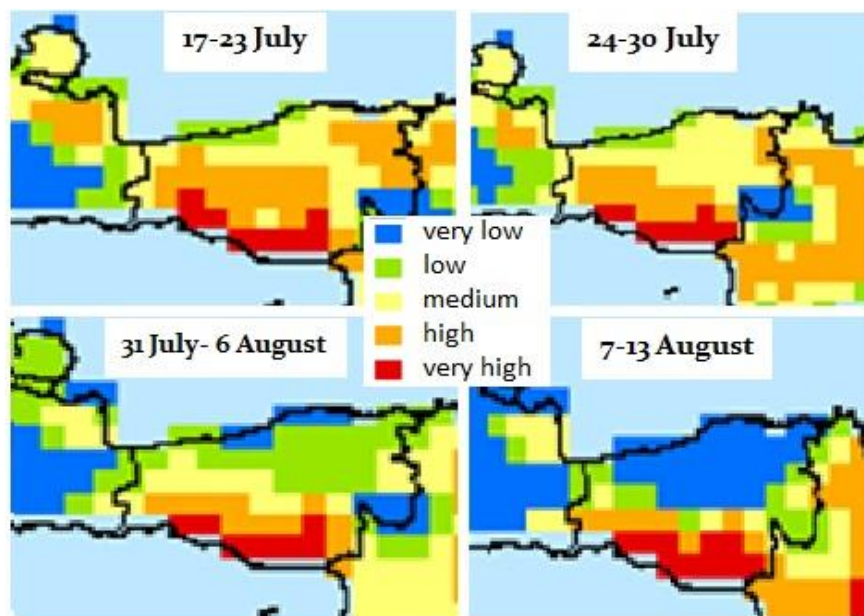 17-23 July
24-30 July
very low
low
medium
high
very high
31 July- 6 August
7-13 August